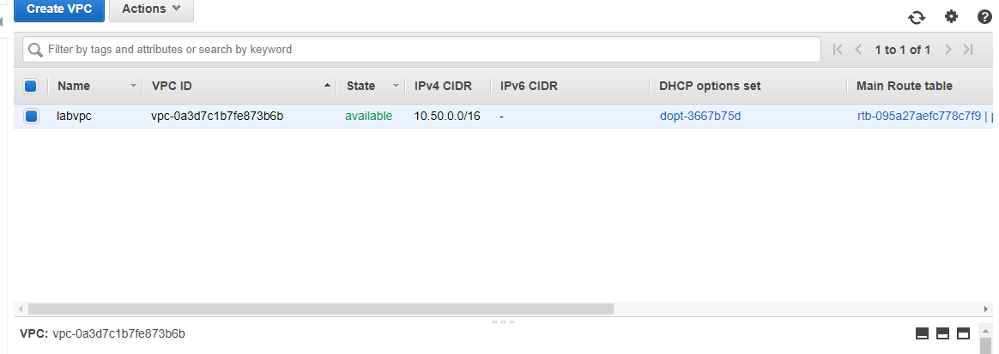 Create VPC Actions
Filter by tags and attributes or search by keyword 1 to 1 of 1
Name VPC ID State IPv4 CIDR IPv6 CIDR DHCP options set Main Route table
labvpc vpc-0a3d7c1b7fe873b6b available 10.50.0.0/16 - dopt-3667b75d rtb-095a27aefc778c7f9 |
VPC: vpc-0a3d7c1b7fe873b6b